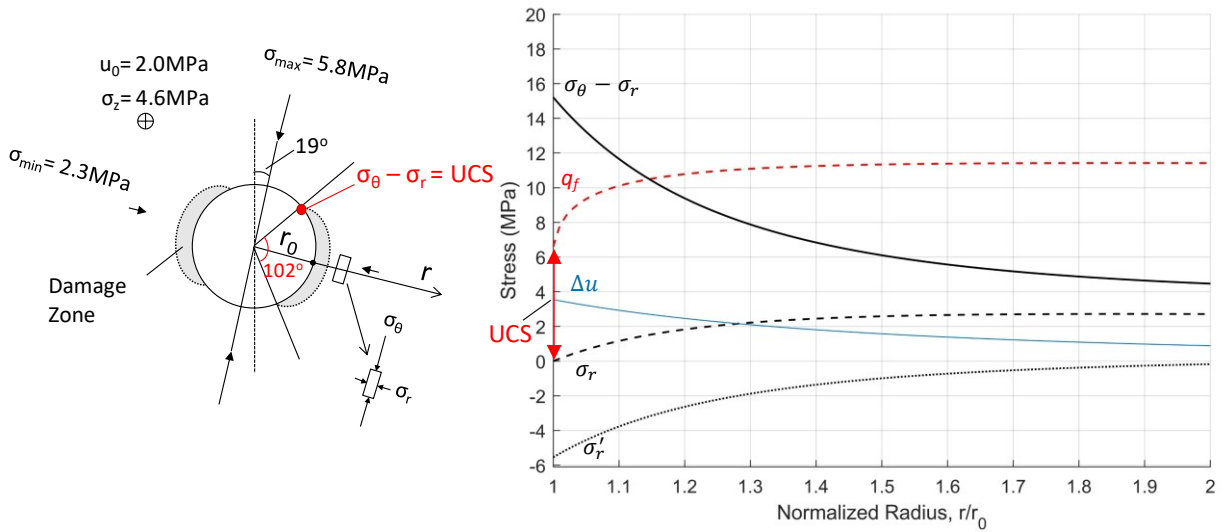 u₀= 2.0MPa
σz= 4.6MPa
σmax= 5.8MPa
σmin= 2.3MPa
19°
σθ − σr = UCS
r₀
r
102°
Damage
Zone
σθ
σr
20
18
16
14
12
10
8
6
4
2
0
-2
-4
-6
Stress (MPa)
σθ − σr
qf
Δu
UCS
σr
σr′
1
1.1
1.2
1.3
1.4
1.5
1.6
1.7
1.8
1.9
2
Normalized Radius, r/r₀